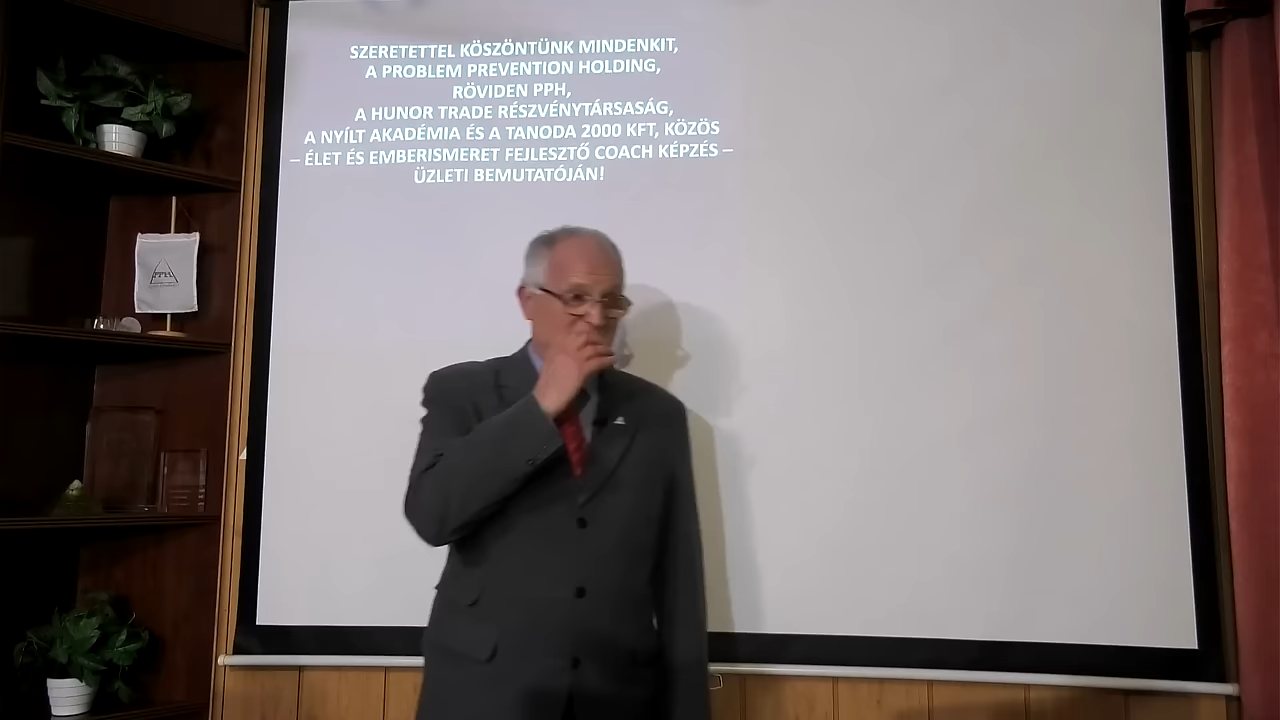 SZERETETTEL KÖSZÖNTÜNK MINDENKIT,
A PROBLEM PREVENTION HOLDING,
RÖVIDEN PPH,
A HUNOR TRADE RÉSZVÉNYTÁRSASÁG,
A NYÍLT AKADÉMIA ÉS A TANODA 2000 KFT, KÖZÖS
– ÉLET ÉS EMBERISMERET FEJLESZTŐ COACH KÉPZÉS –
ÜZLETI BEMUTATÓJÁN!